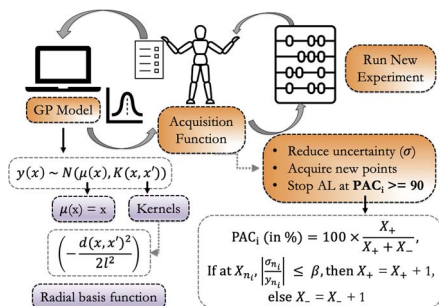 GP Model
Acquisition
Function
Run New
Experiment
y(x) ~ N(μ(x), K(x, x'))
μ(x) = x
Kernels
(- d(x, x')² / 2l²)
Radial basis function
• Reduce uncertainty (σ)
• Acquire new points
• Stop AL at PACᵢ >= 90
PACᵢ (in %) = 100 × X₊ / (X₊ + X₋),
If at Xₙᵢ, |σₙᵢ / yₙᵢ| ≤ β, then X₊ = X₊ + 1,
else X₋ = X₋ + 1